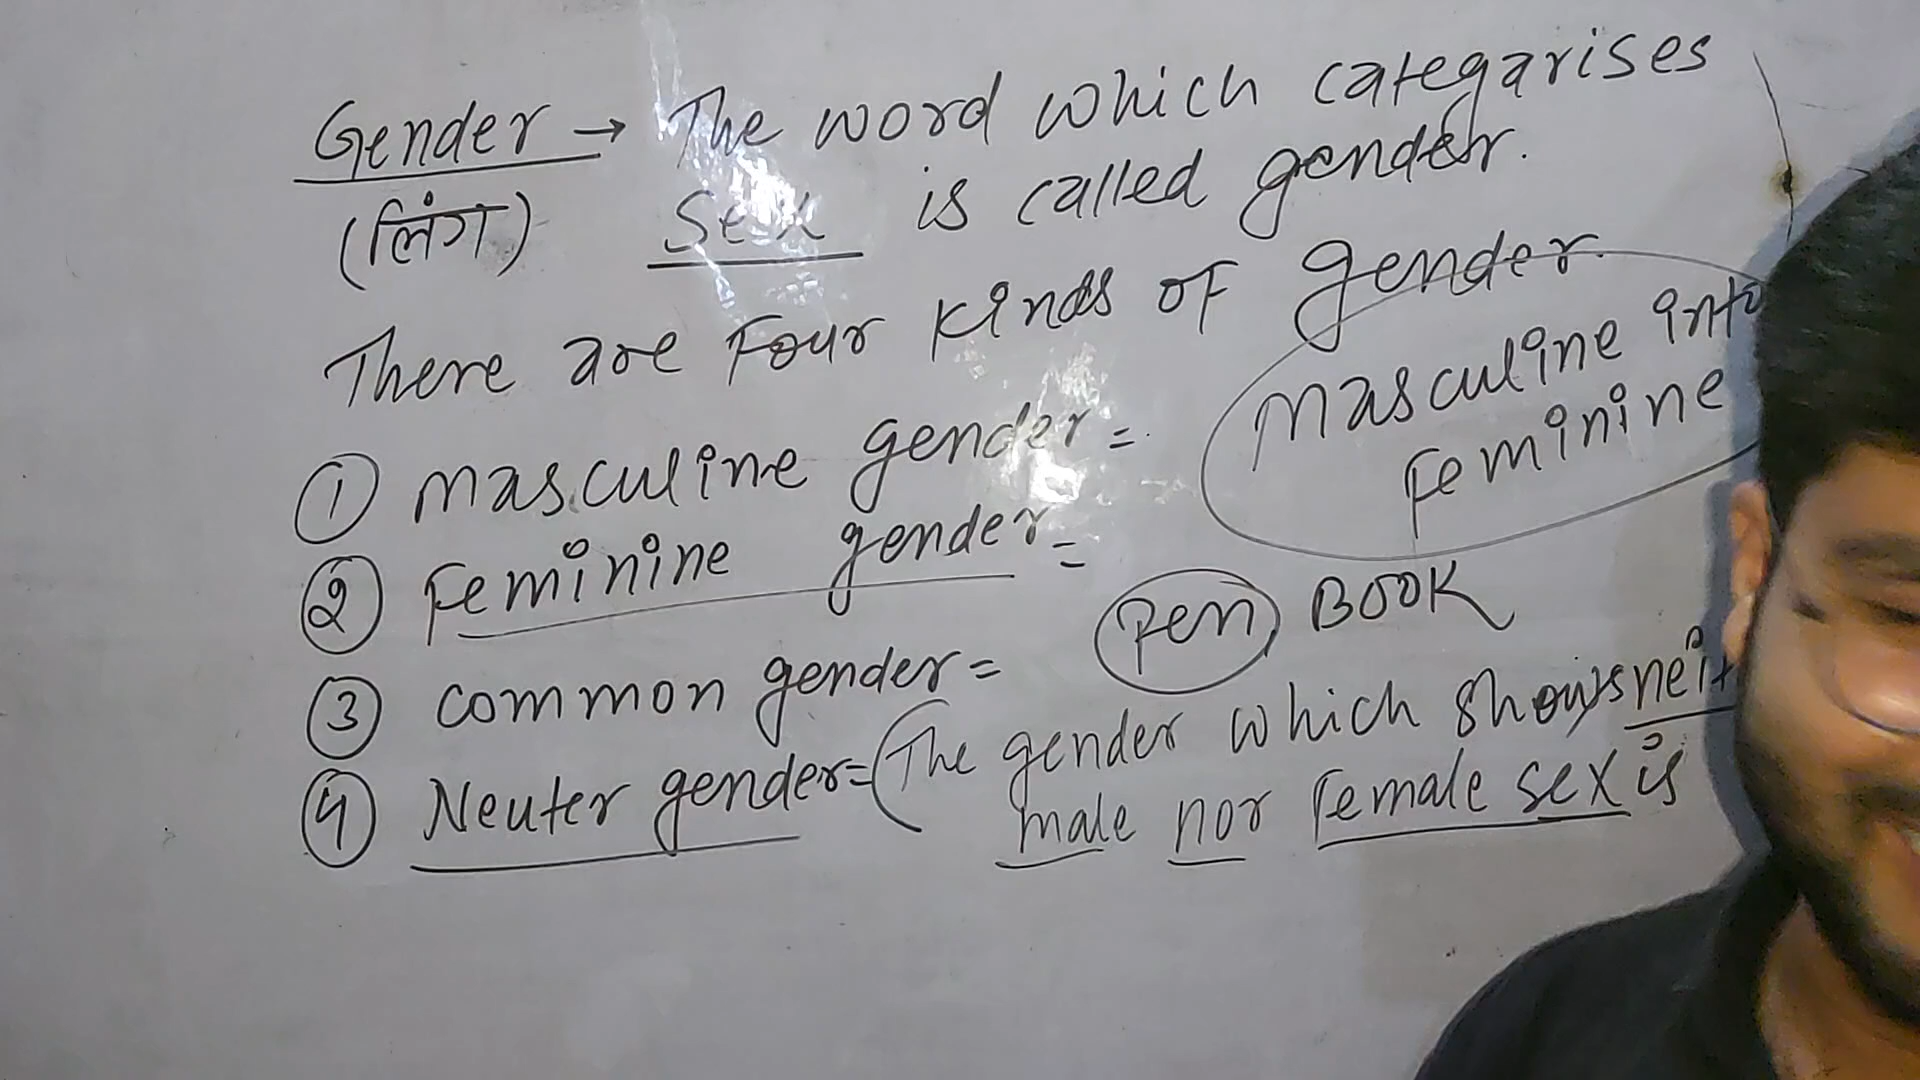 Gender → The word which categarises
(लिंग) Sex is called gender.
There are Four kinds of gender.
masculine into
Feminine
① masculine gender =
② Feminine gender =
Pen, BOOK
③ common gender =
④ Neuter gender = (The gender which shows
male nor Female sex is